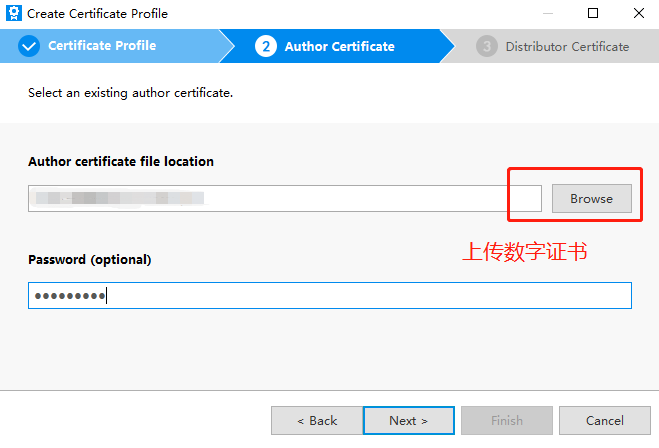 Create Certificate Profile
Certificate Profile
2 Author Certificate
3 Distributor Certificate
Select an existing author certificate.
Author certificate file location
Browse
上传数字证书
Password (optional)
●●●●●●●●●
< Back
Next >
Finish
Cancel